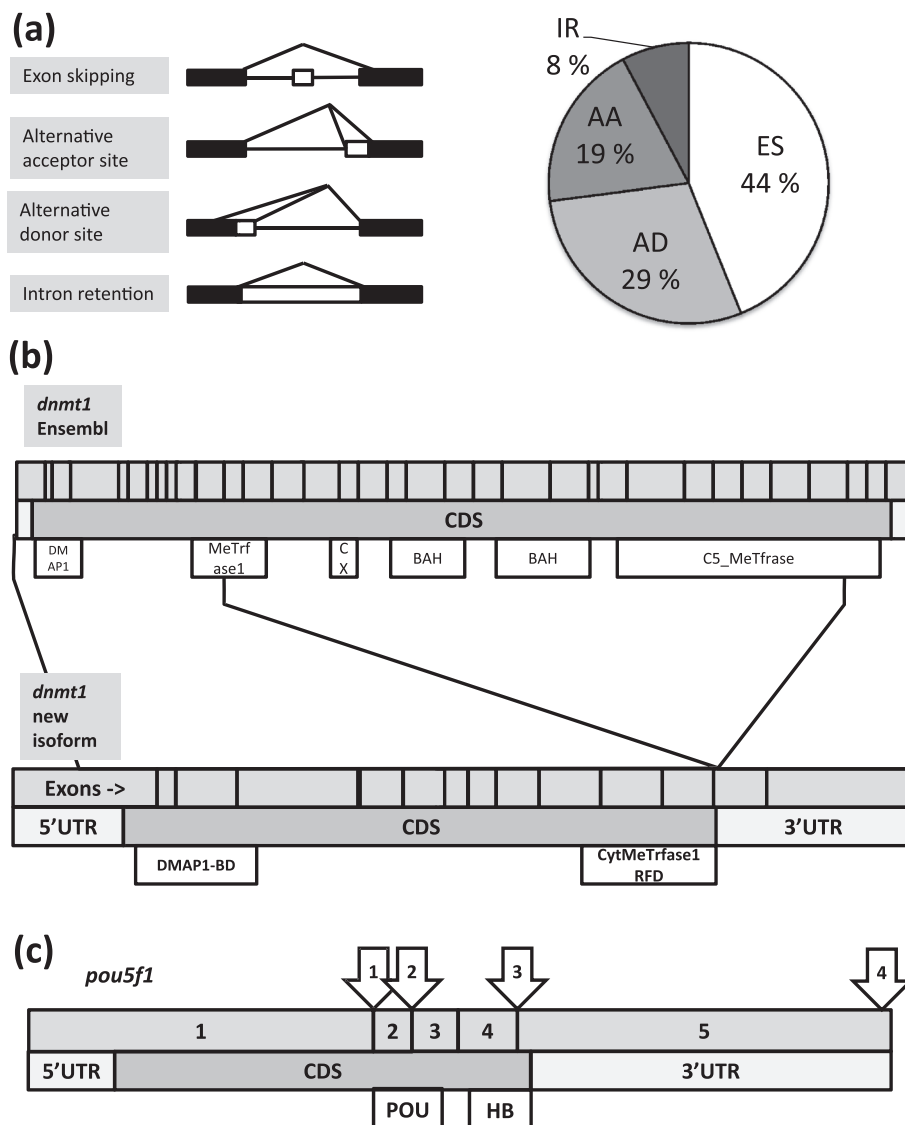 (a)
Exon skipping
Alternative
acceptor site
Alternative
donor site
Intron retention
IR
8 %
AA
19 %
ES
44 %
AD
29 %
(b)
dnmt1
Ensembl
CDS
DM
AP1
MeTrf
ase1
C
X
BAH
BAH
C5_MeTfrase
dnmt1
new
isoform
Exons ->
5'UTR
CDS
3'UTR
DMAP1-BD
CytMeTrfase1
RFD
(c)
pou5f1
1
2
3
4
1
2
3
4
5
5'UTR
CDS
3'UTR
POU
HB